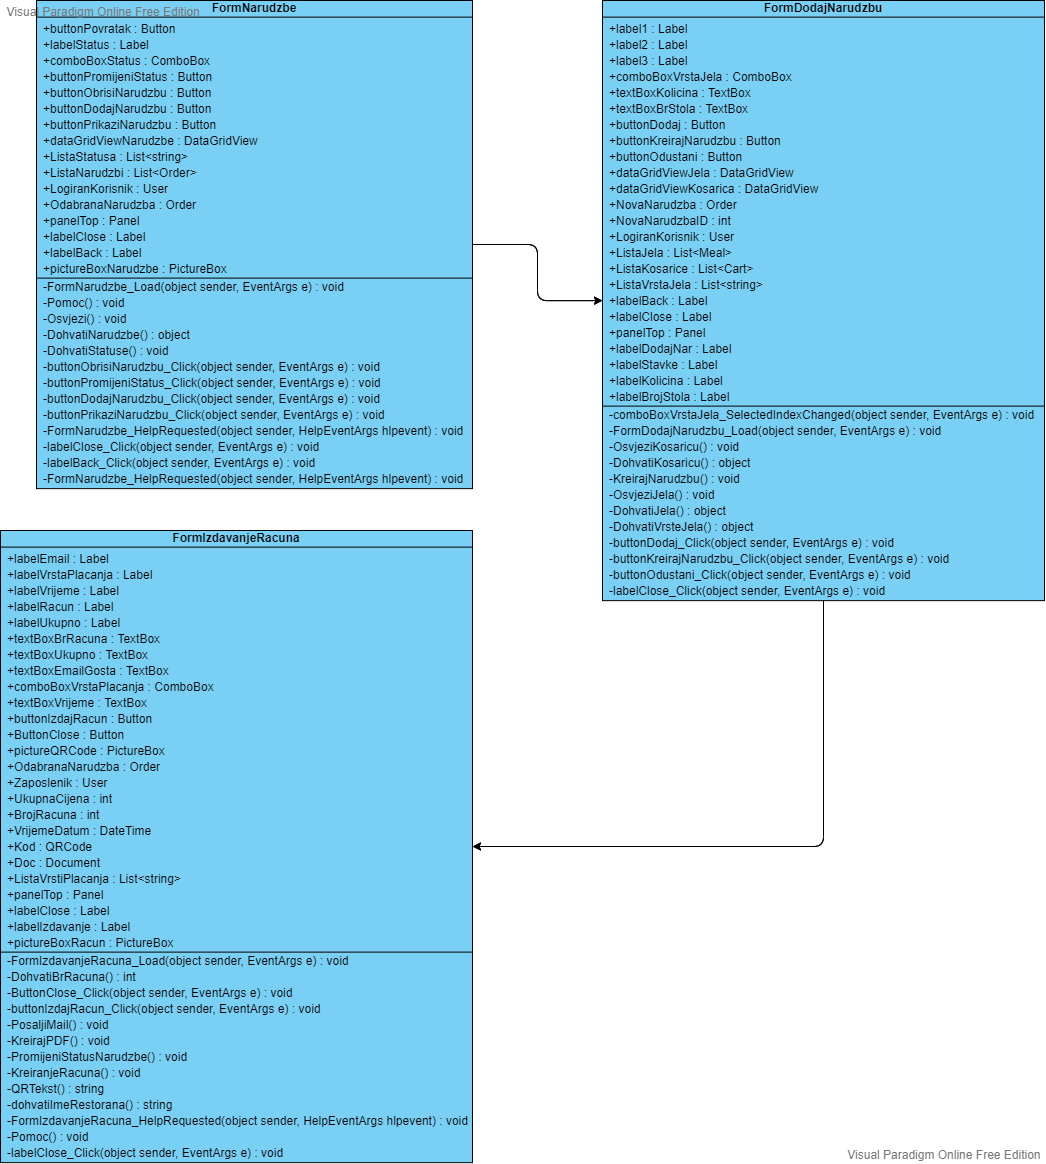 Visual Paradigm Online Free Edition
FormNarudzbe
+buttonPovratak : Button
+labelStatus : Label
+comboBoxStatus : ComboBox
+buttonPromijeniStatus : Button
+buttonObrisiNarudzbu : Button
+buttonDodajNarudzbu : Button
+buttonPrikaziNarudzbu : Button
+dataGridViewNarudzbe : DataGridView
+ListaStatusa : List<string>
+ListaNarudzbi : List<Order>
+LogiranKorisnik : User
+OdabranaNarudzba : Order
+panelTop : Panel
+labelClose : Label
+labelBack : Label
+pictureBoxNarudzbe : PictureBox
-FormNarudzbe_Load(object sender, EventArgs e) : void
-Pomoc() : void
-Osvjezi() : void
-DohvatiNarudzbe() : object
-DohvatiStatuse() : void
-buttonObrisiNarudzbu_Click(object sender, EventArgs e) : void
-buttonPromijeniStatus_Click(object sender, EventArgs e) : void
-buttonDodajNarudzbu_Click(object sender, EventArgs e) : void
-buttonPrikaziNarudzbu_Click(object sender, EventArgs e) : void
-FormNarudzbe_HelpRequested(object sender, HelpEventArgs hlpevent) : void
-labelClose_Click(object sender, EventArgs e) : void
-labelBack_Click(object sender, EventArgs e) : void
-FormNarudzbe_HelpRequested(object sender, HelpEventArgs hlpevent) : void
FormDodajNarudzbu
+label1 : Label
+label2 : Label
+label3 : Label
+comboBoxVrstaJela : ComboBox
+textBoxKolicina : TextBox
+textBoxBrStola : TextBox
+buttonDodaj : Button
+buttonKreirajNarudzbu : Button
+buttonOdustani : Button
+dataGridViewJela : DataGridView
+dataGridViewKosarica : DataGridView
+NovaNarudzba : Order
+NovaNarudzbaID : int
+LogiranKorisnik : User
+ListaJela : List<Meal>
+ListaKosarice : List<Cart>
+ListaVrstaJela : List<string>
+labelBack : Label
+labelClose : Label
+panelTop : Panel
+labelDodajNar : Label
+labelStavke : Label
+labelKolicina : Label
+labelBrojStola : Label
-comboBoxVrstaJela_SelectedIndexChanged(object sender, EventArgs e) : void
-FormDodajNarudzbu_Load(object sender, EventArgs e) : void
-OsvjeziKosaricu() : void
-DohvatiKosaricu() : object
-KreirajNarudzbu() : void
-OsvjeziJela() : void
-DohvatiJela() : object
-DohvatiVrsteJela() : object
-buttonDodaj_Click(object sender, EventArgs e) : void
-buttonKreirajNarudzbu_Click(object sender, EventArgs e) : void
-buttonOdustani_Click(object sender, EventArgs e) : void
-labelClose_Click(object sender, EventArgs e) : void
FormIzdavanjeRacuna
+labelEmail : Label
+labelVrstaPlacanja : Label
+labelVrijeme : Label
+labelRacun : Label
+labelUkupno : Label
+textBoxBrRacuna : TextBox
+textBoxUkupno : TextBox
+textBoxEmailGosta : TextBox
+comboBoxVrstaPlacanja : ComboBox
+textBoxVrijeme : TextBox
+buttonIzdajRacun : Button
+ButtonClose : Button
+pictureQRCode : PictureBox
+OdabranaNarudzba : Order
+Zaposlenik : User
+UkupnaCijena : int
+BrojRacuna : int
+VrijemeDatum : DateTime
+Kod : QRCode
+Doc : Document
+ListaVrstiPlacanja : List<string>
+panelTop : Panel
+labelClose : Label
+labelIzdavanje : Label
+pictureBoxRacun : PictureBox
-FormIzdavanjeRacuna_Load(object sender, EventArgs e) : void
-DohvatiBrRacuna() : int
-ButtonClose_Click(object sender, EventArgs e) : void
-buttonIzdajRacun_Click(object sender, EventArgs e) : void
-PosaljiMail() : void
-KreirajPDF() : void
-PromijeniStatusNarudzbe() : void
-KreiranjeRacuna() : void
-QRTekst() : string
-dohvatiImeRestorana() : string
-FormIzdavanjeRacuna_HelpRequested(object sender, HelpEventArgs hlpevent) : void
-Pomoc() : void
-labelClose_Click(object sender, EventArgs e) : void
Visual Paradigm Online Free Edition